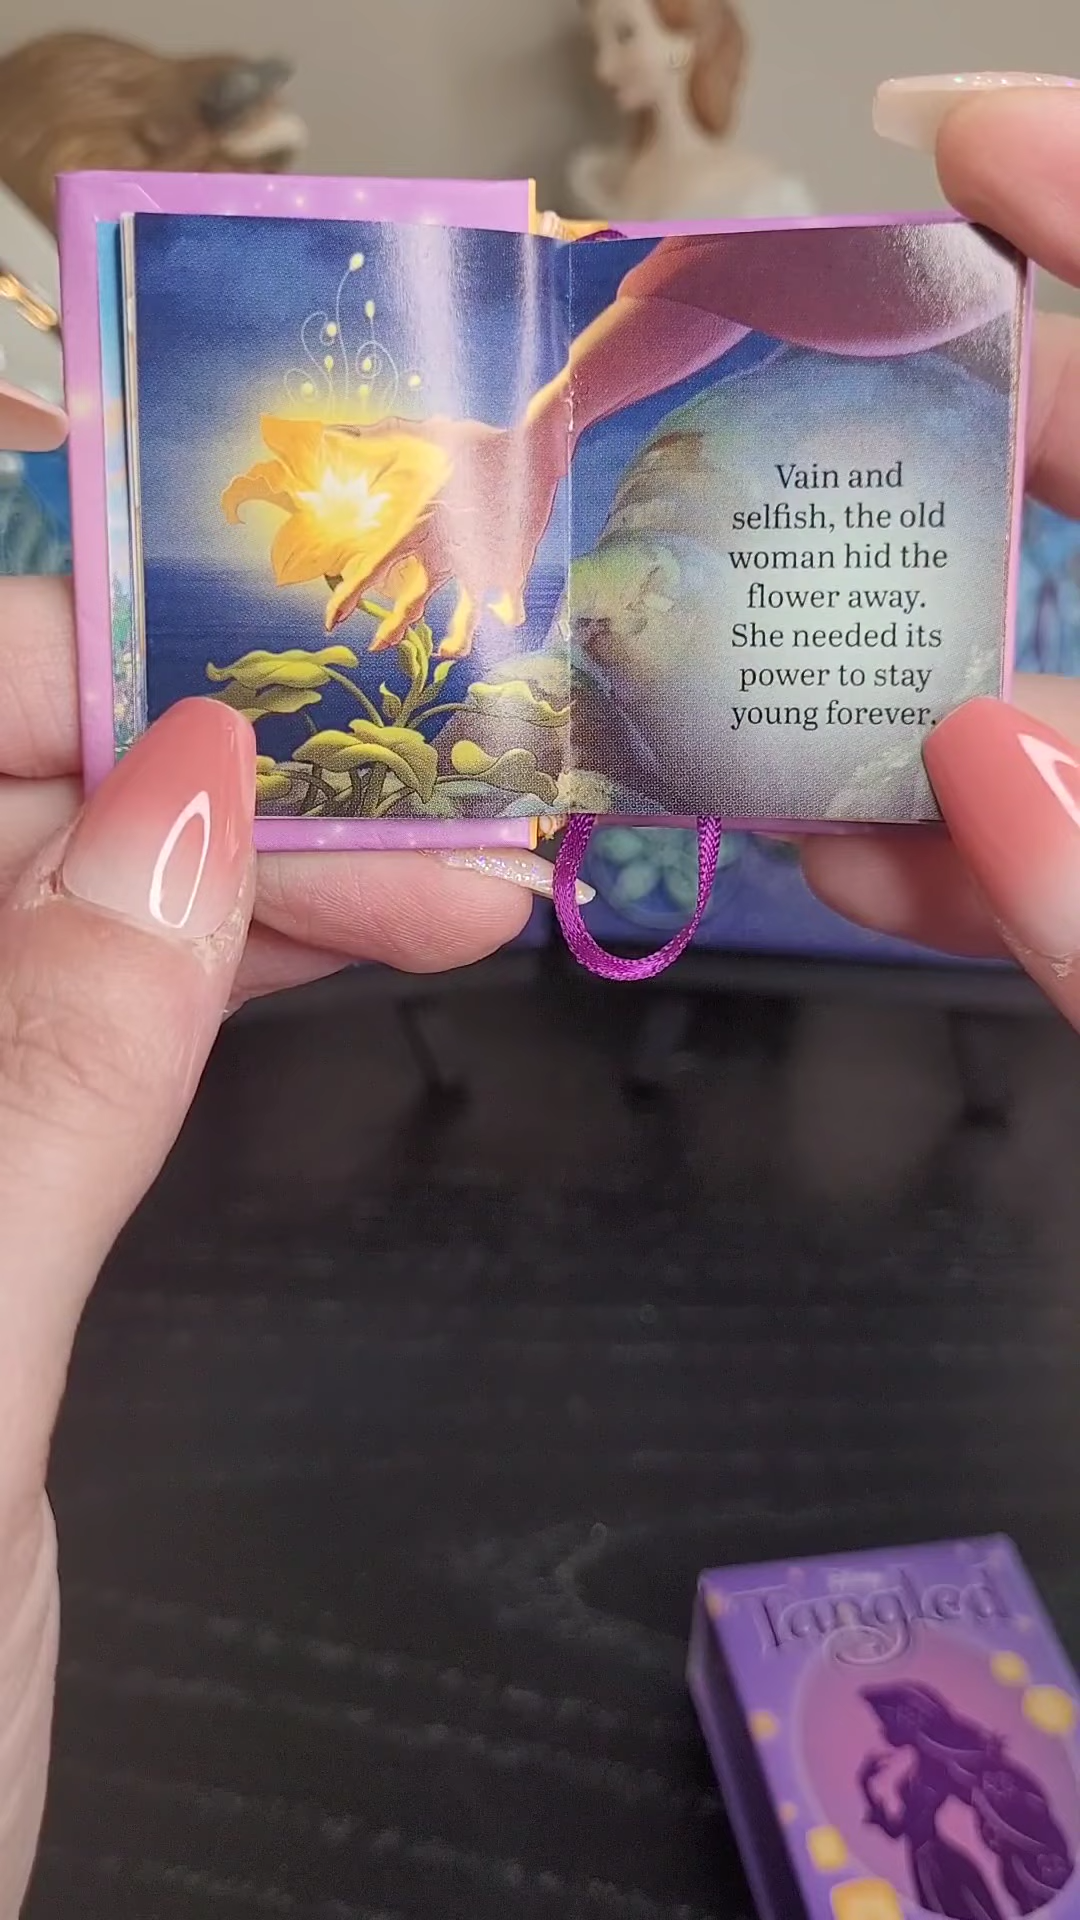 Vain and
selfish, the old
woman hid the
flower away.
She needed its
power to stay
young forever.
Tangled